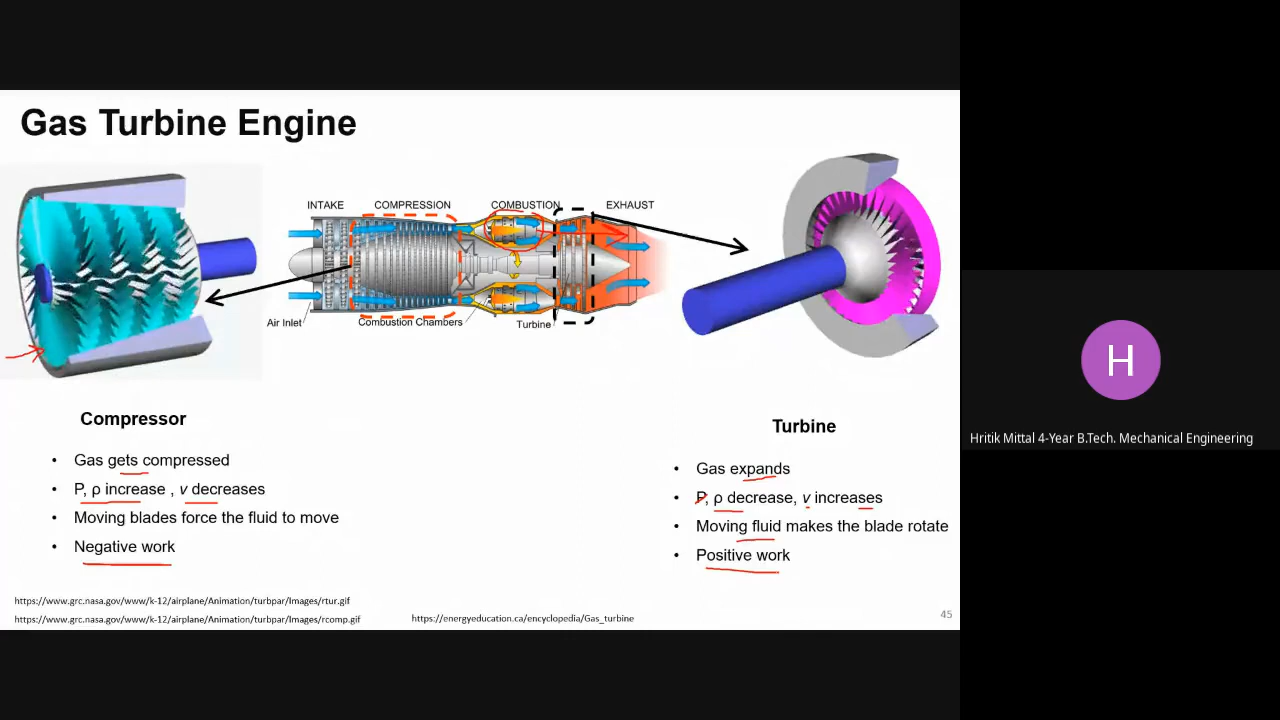 Gas Turbine Engine
INTAKE COMPRESSION COMBUSTION EXHAUST
Air Inlet Combustion Chambers Turbine
Compressor
• Gas gets compressed
• P, ρ increase , v decreases
• Moving blades force the fluid to move
• Negative work
Turbine
• Gas expands
• P, ρ decrease, v increases
• Moving fluid makes the blade rotate
• Positive work
https://www.grc.nasa.gov/www/k-12/airplane/Animation/turbpar/Images/rtur.gif
https://www.grc.nasa.gov/www/k-12/airplane/Animation/turbpar/Images/rcomp.gif
https://energyeducation.ca/encyclopedia/Gas_turbine
45
H
Hritik Mittal 4-Year B.Tech. Mechanical Engineering